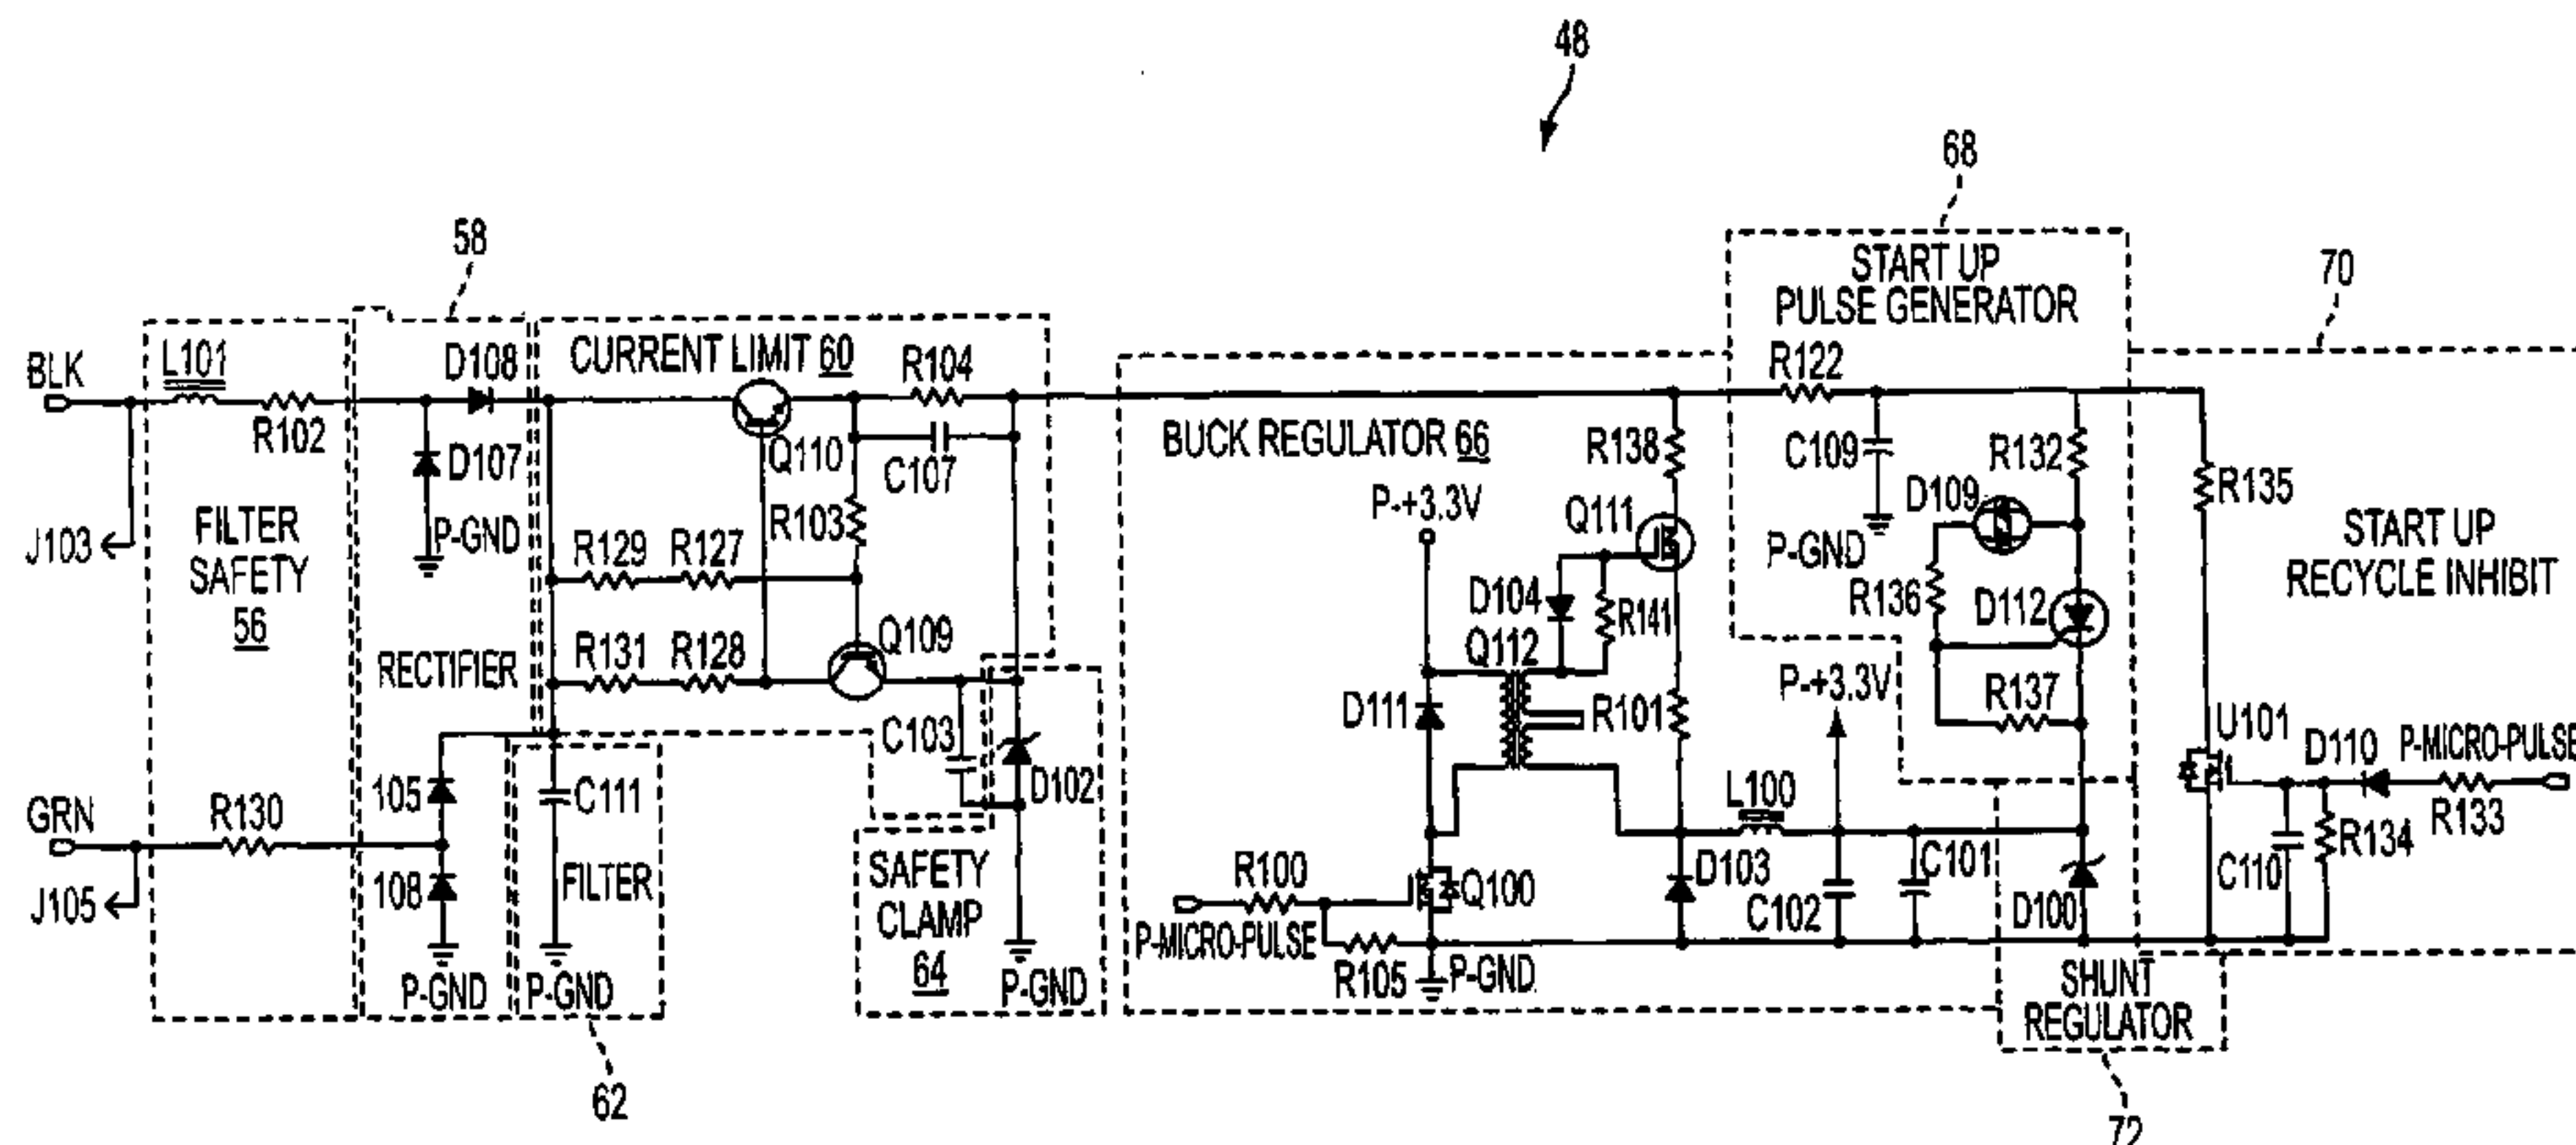 48
68
58
START UP
PULSE GENERATOR
70
BLK
L101
R102
J103
FILTER
SAFETY
56
D108
D107
P-GND
RECTIFIER
CURRENT LIMIT 60
R104
Q110
C107
R103
R129 R127
R131 R128
Q109
C103
D102
105
108
P-GND
C111
FILTER
P-GND
62
GRN
R130
J105
SAFETY
CLAMP
64
P-GND
BUCK REGULATOR 66
P-+3.3V
R138
Q111
D104
R141
Q112
D111
R101
R100
P-MICRO-PULSE
R105
P-GND
Q100
D103
L100
P-+3.3V
C102
C101
R122
C109
P-GND
R132
D109
R136
D112
R137
D100
SHUNT
REGULATOR
72
R135
START UP
RECYCLE INHIBIT
U101
D110
P-MICRO-PULSE
R133
R134
C110